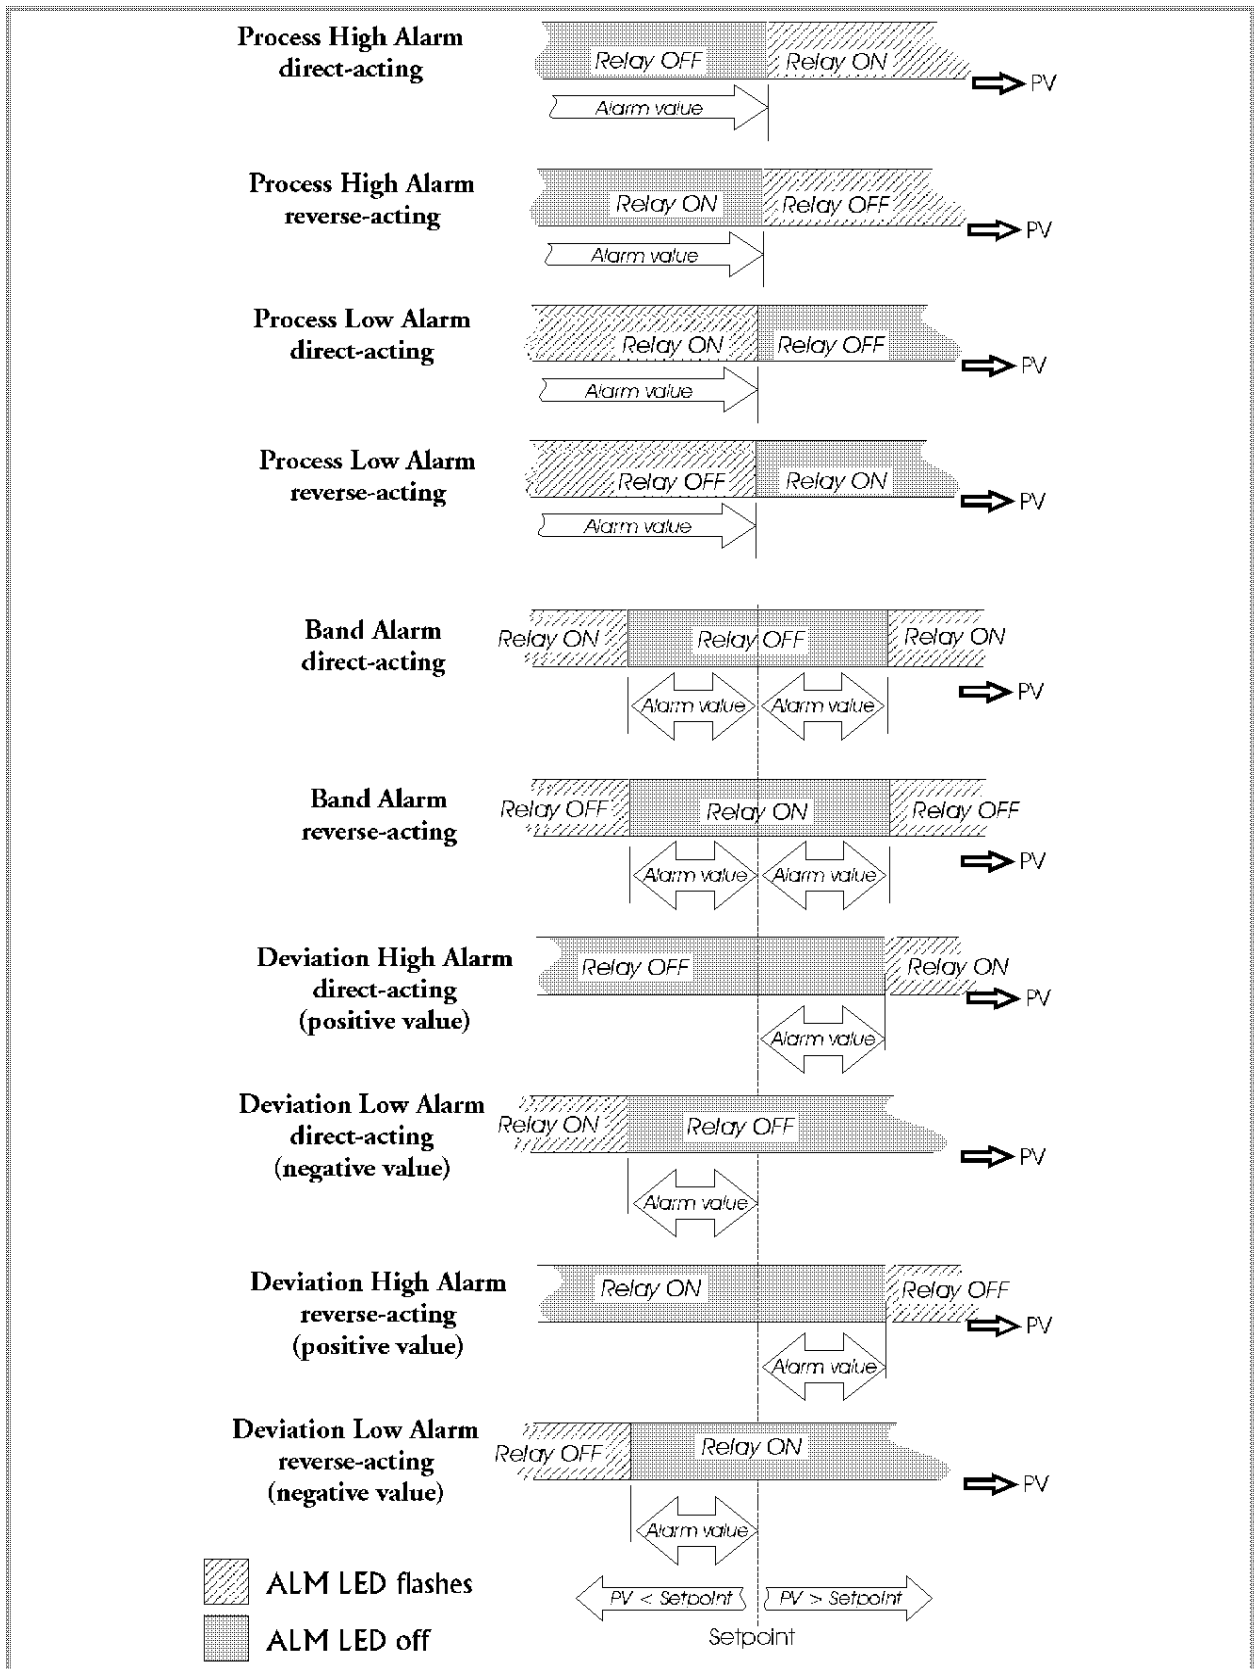 Process High Alarm
direct-acting
Relay OFF
Relay ON
PV
Alarm value
Process High Alarm
reverse-acting
Relay ON
Relay OFF
PV
Alarm value
Process Low Alarm
direct-acting
Relay ON
Relay OFF
PV
Alarm value
Process Low Alarm
reverse-acting
Relay OFF
Relay ON
PV
Alarm value
Band Alarm
direct-acting
Relay ON
Relay OFF
Relay ON
PV
Alarm value
Alarm value
Band Alarm
reverse-acting
Relay OFF
Relay ON
Relay OFF
PV
Alarm value
Alarm value
Deviation High Alarm
direct-acting
(positive value)
Relay OFF
Relay ON
PV
Alarm value
Deviation Low Alarm
direct-acting
(negative value)
Relay ON
Relay OFF
PV
Alarm value
Deviation High Alarm
reverse-acting
(positive value)
Relay ON
Relay OFF
PV
Alarm value
Deviation Low Alarm
reverse-acting
(negative value)
Relay OFF
Relay ON
PV
Alarm value
ALM LED flashes
ALM LED off
PV < Setpoint
PV > Setpoint
Setpoint